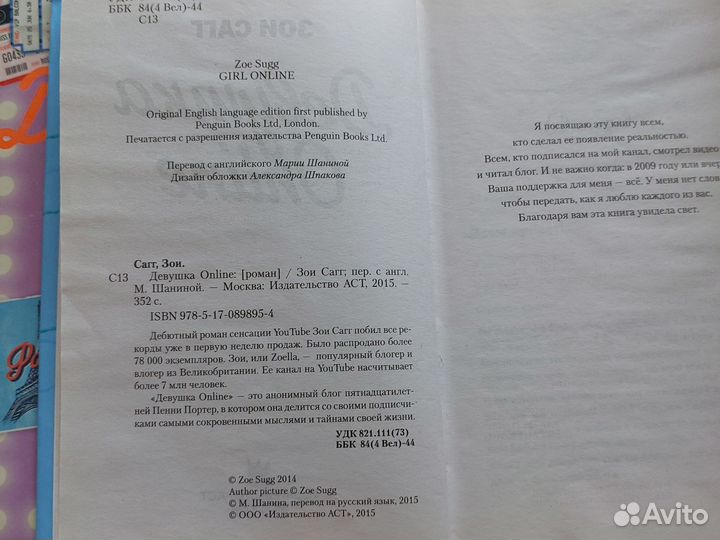 УДК 821.111(73)
ББК 84(4 Вел)-44
С13
ЗОИ САГГ
Zoe Sugg
GIRL ONLINE
Original English language edition first published by
Penguin Books Ltd, London.
Печатается с разрешения издательства Penguin Books Ltd.
Перевод с английского Марии Шаниной
Дизайн обложки Александра Шпакова
Сагг, Зои.
С13 Девушка Online: [роман] / Зои Сагг; пер. с англ.
М. Шаниной. — Москва: Издательство АСТ, 2015. —
352 с.
ISBN 978-5-17-089895-4
Дебютный роман сенсации YouTube Зои Сагг побил все ре-
корды уже в первую неделю продаж. Было распродано более
78 000 экземпляров. Зои, или Zoella, — популярный блогер и
влогер из Великобритании. Ее канал на YouTube насчитывает
более 7 млн человек.
«Девушка Online» — это анонимный блог пятнадцатилет-
ней Пенни Портер, в котором она делится со своими подписчи-
ками самыми сокровенными мыслями и тайнами своей жизни.
УДК 821.111(73)
ББК 84(4 Вел)-44
© Zoe Sugg 2014
Author picture © Zoe Sugg
© М. Шанина, перевод на русский язык, 2015
© ООО «Издательство АСТ», 2015
Я посвящаю эту книгу всем,
кто сделал ее появление реальностью.
Всем, кто подписался на мой канал, смотрел видео
и читал блог. И не важно когда: в 2009 году или вчер
Ваша поддержка для меня — всё. У меня нет слов
чтобы передать, как я люблю каждого из вас.
Благодаря вам эта книга увидела свет.
Avito